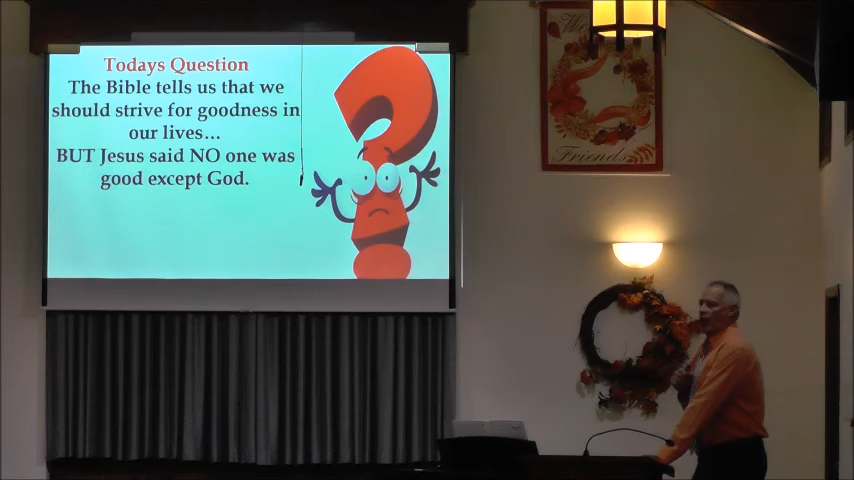 Todays Question
The Bible tells us that we
should strive for goodness in
our lives...
BUT Jesus said NO one was
good except God.
Friends